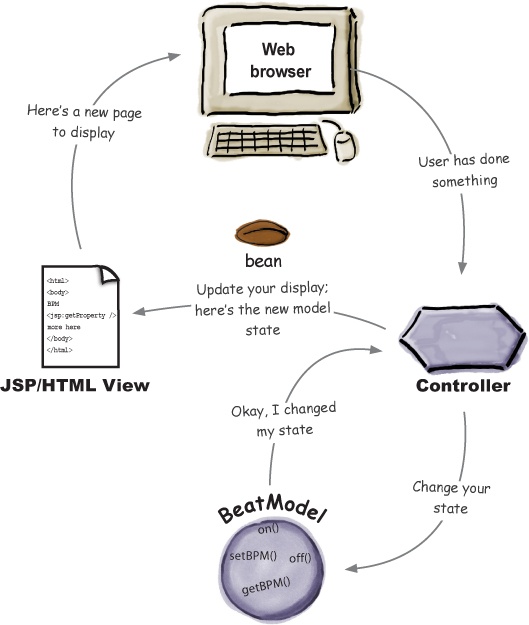 Web
browser
Here's a new page
to display
User has done
something
bean
Update your display;
here's the new model
state
<html>
<body>
BPM
<jsp:getProperty />
more here
</body>
</html>
JSP/HTML View
Controller
Okay, I changed
my state
Change your
state
BeatModel
on()
setBPM() off()
getBPM()